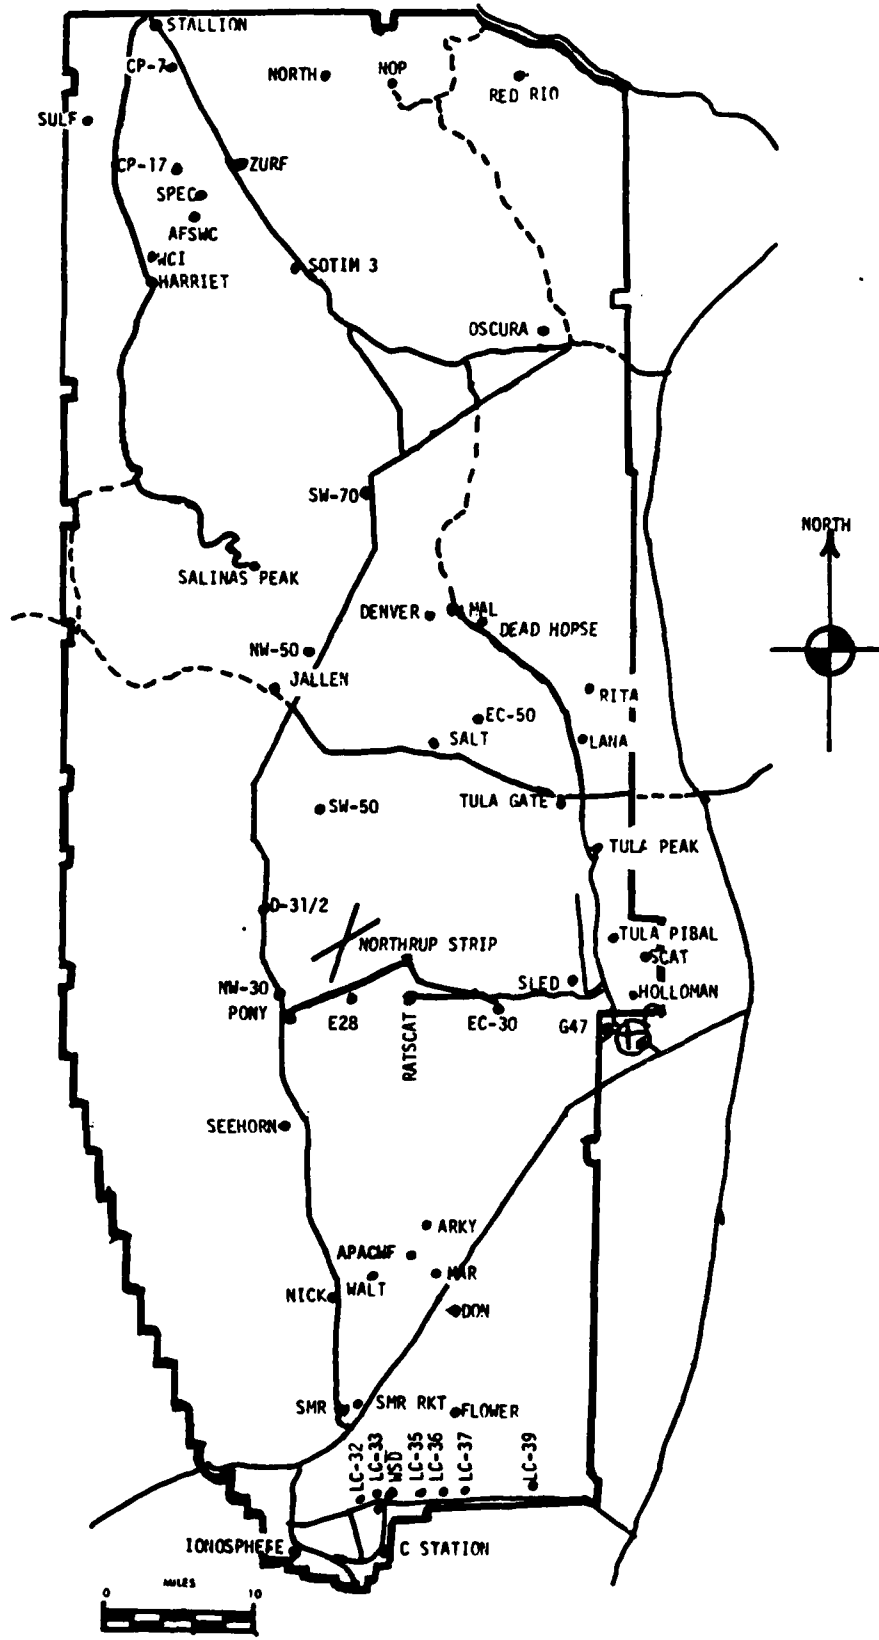 STALLION
CP-7
NORTH
NOP
RED RIO
SULF
CP-17
ZURF
SPEC
AFSWC
WCI
HARRIET
SOTIM 3
OSCURA
SW-70
NORTH
SALINAS PEAK
DENVER
MAL
DEAD HOPSE
NW-50
JALLEN
RITA
EC-50
SALT
LANA
TULA GATE
SW-50
TULA PEAK
D-31/2
TULA PIBAL
NORTHRUP STRIP
SCAT
SLED
NW-30
HOLLOMAN
PONY
E28
RATSCAT
EC-30
G47
SEEHORN
ARKY
APACWF
MAR
WALT
NICK
DON
SMR
SMR RKT
FLOWER
LC-32
LC-33
WSD
LC-35
LC-36
LC-37
LC-39
IONOSPHERE
C STATION
MILES
0 10